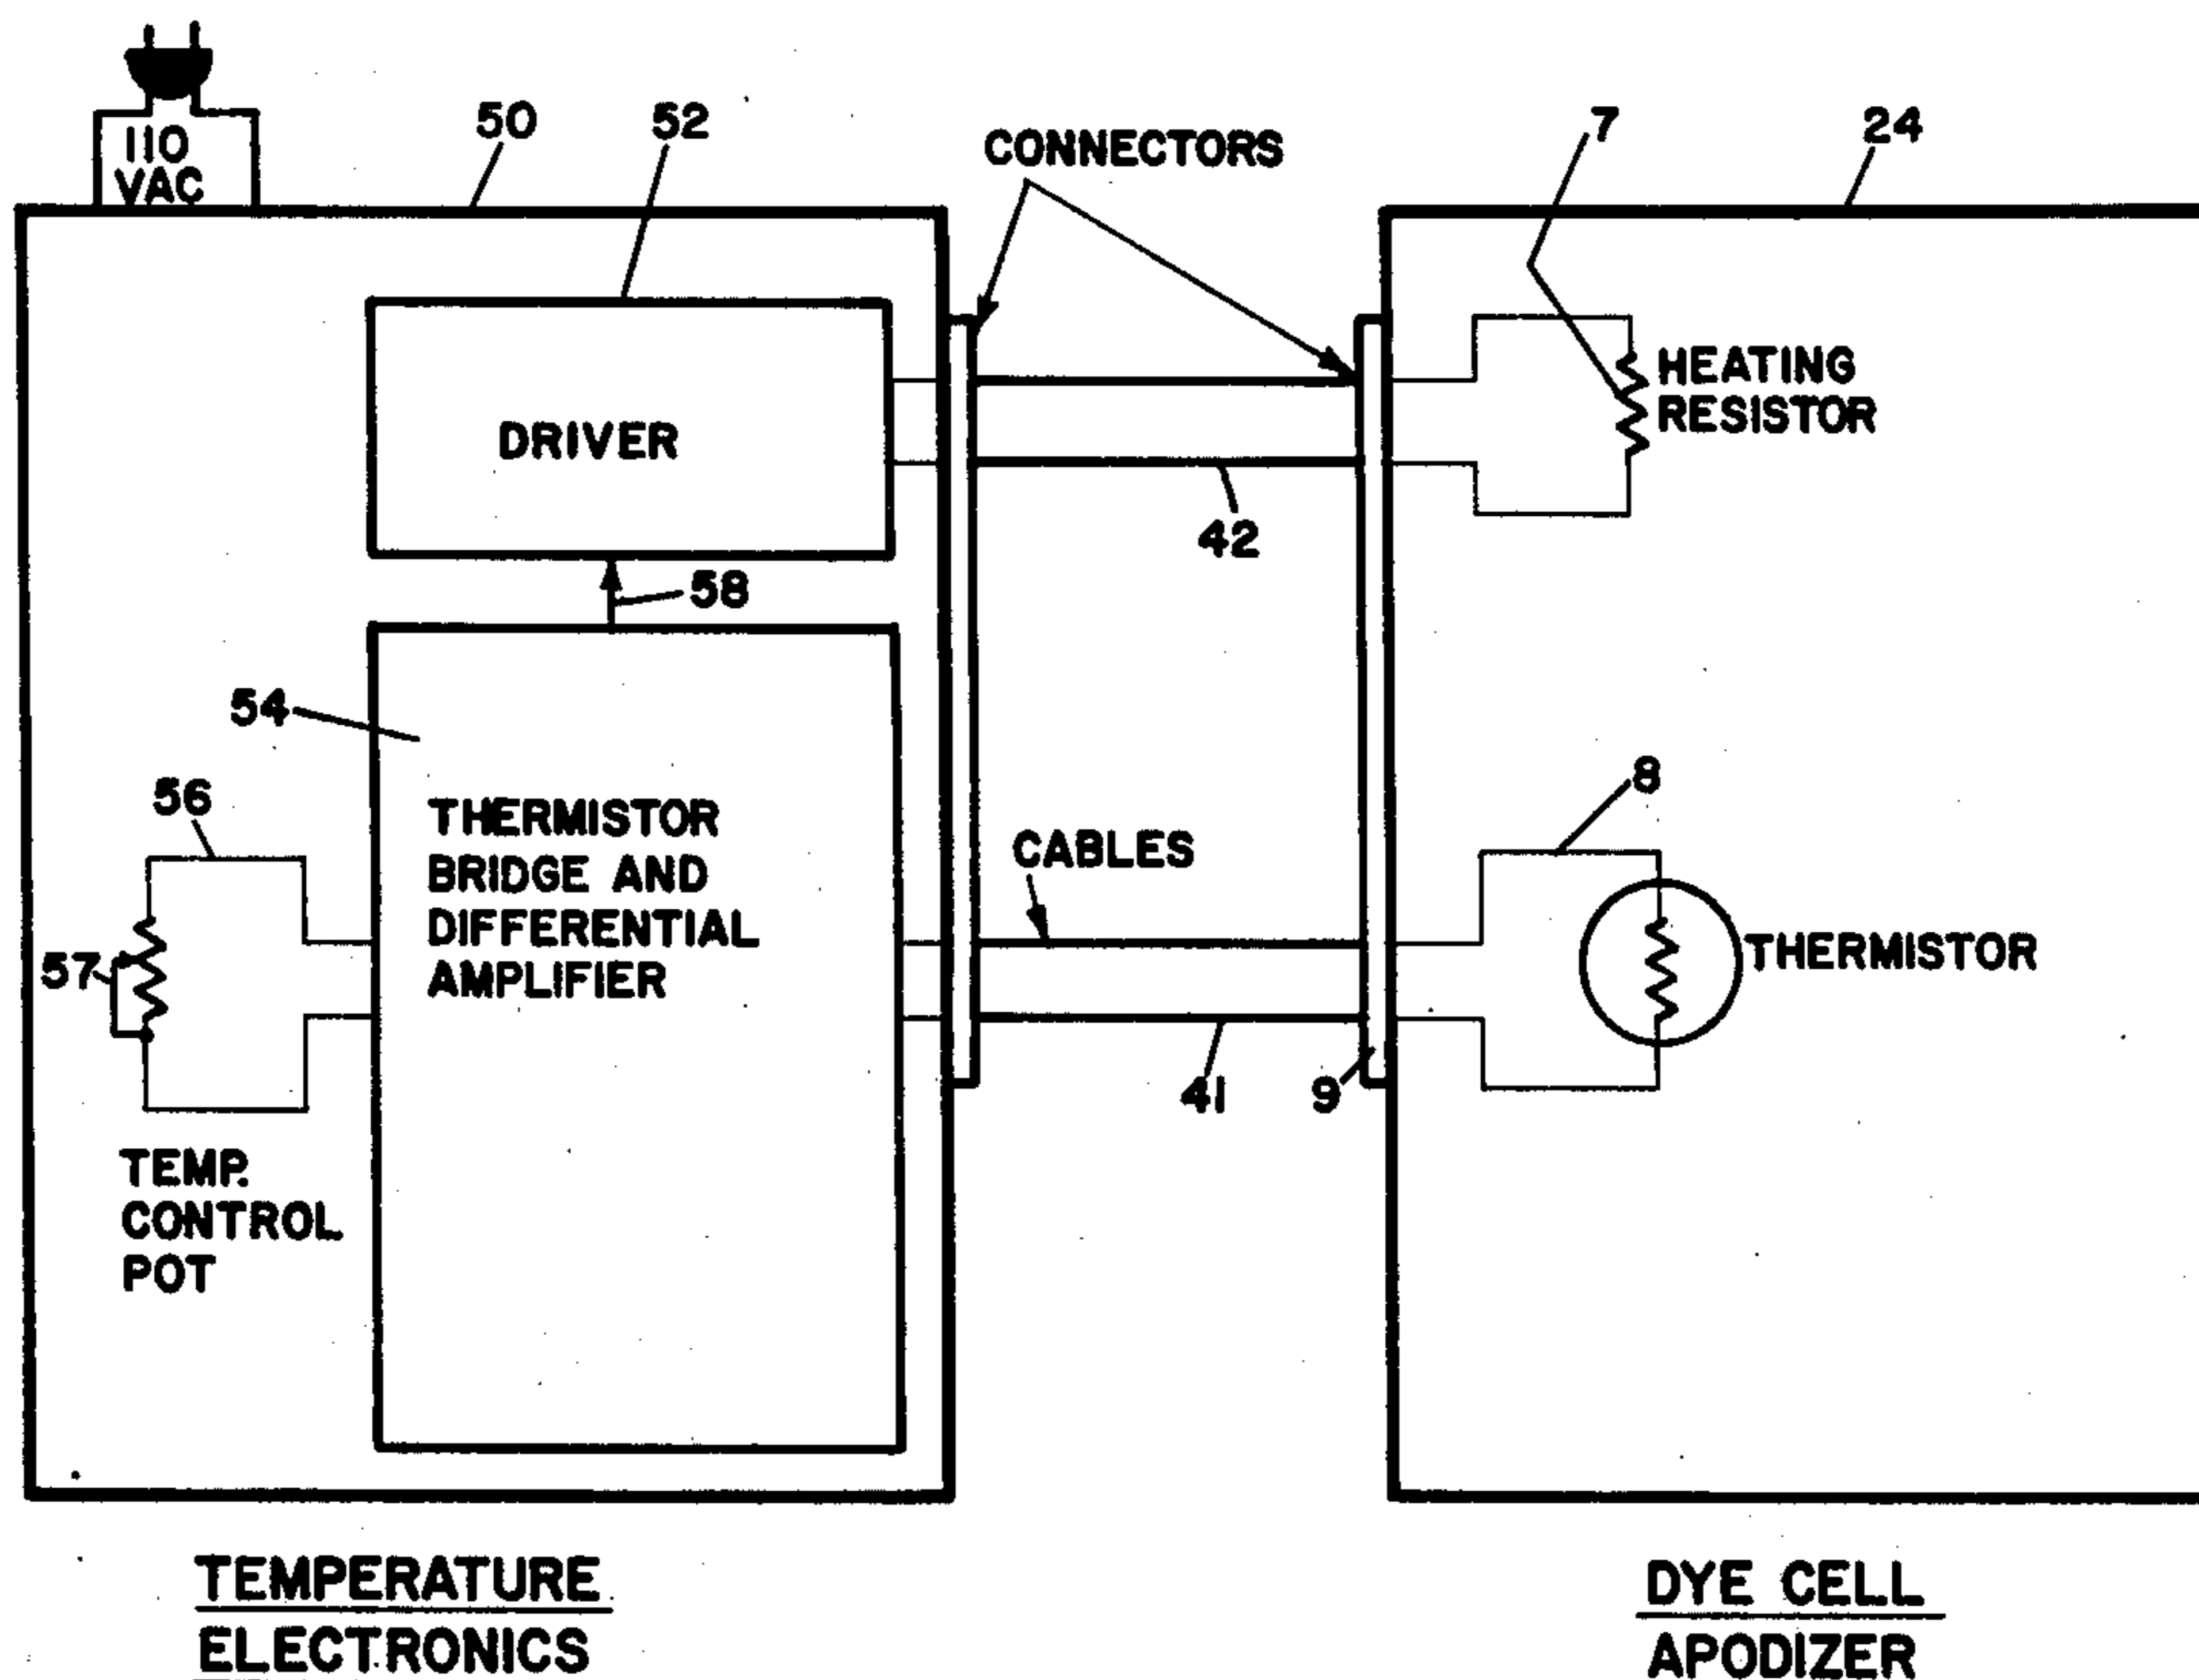 110
VAC
50
52
CONNECTORS
7
24
HEATING
RESISTOR
DRIVER
42
58
54
56
57
THERMISTOR
BRIDGE AND
DIFFERENTIAL
AMPLIFIER
CABLES
8
THERMISTOR
41
9
TEMP.
CONTROL
POT
TEMPERATURE
ELECTRONICS
DYE CELL
APODIZER